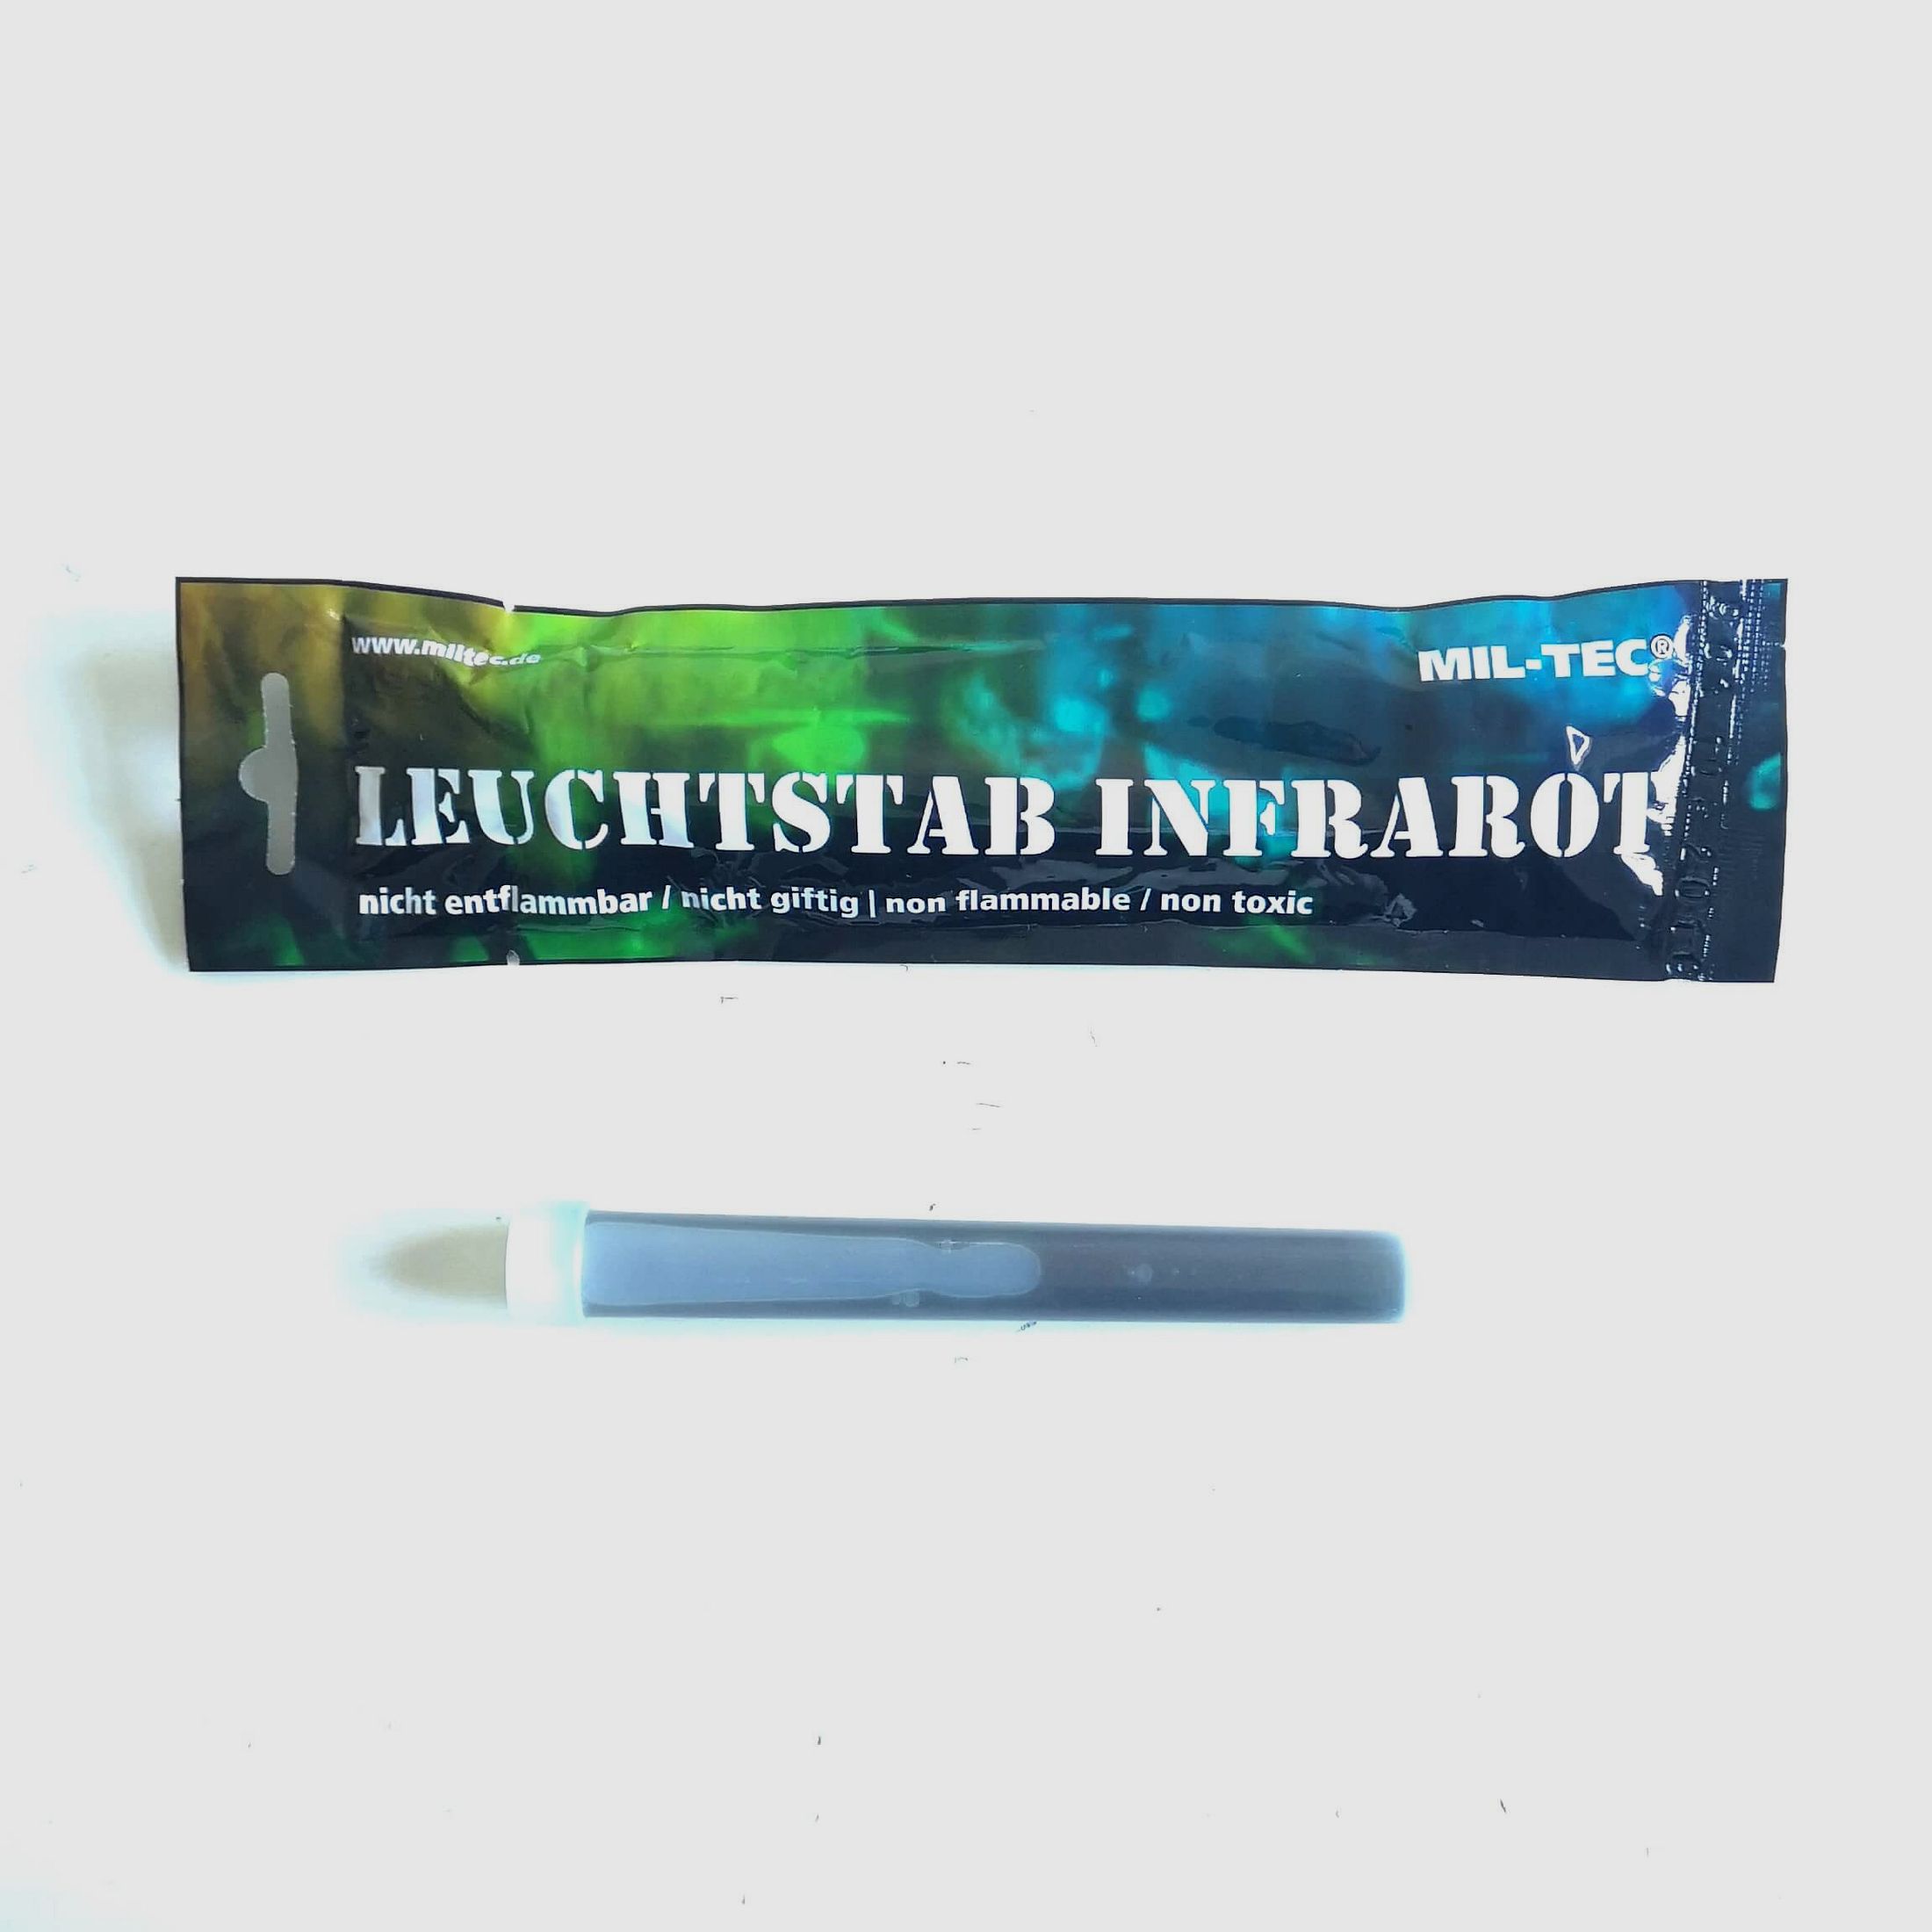 www.miltec.de
MIL-TEC®
LEUCHTSTAB INFRAROT
nicht entflammbar / nicht giftig | non flammable / non toxic